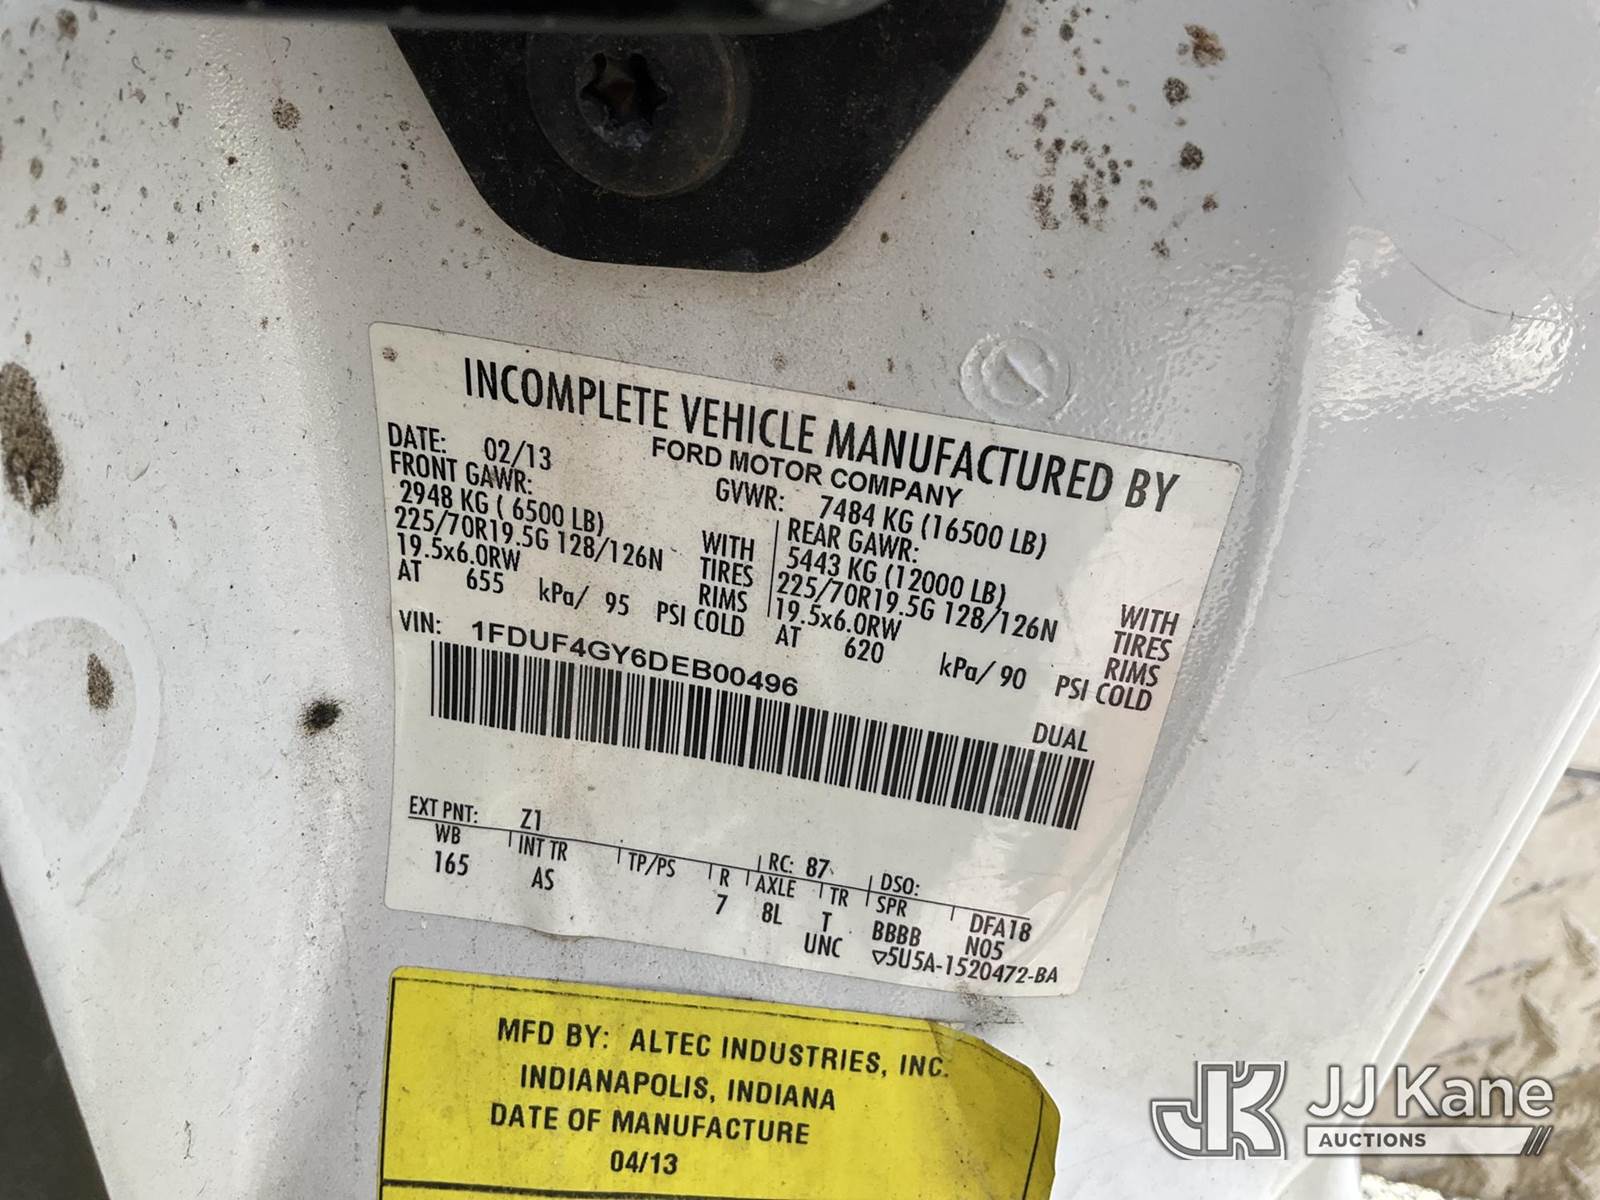 INCOMPLETE VEHICLE MANUFACTURED BY
FORD MOTOR COMPANY
DATE: 02/13 GVWR: 7484 KG (16500 LB)
FRONT GAWR: REAR GAWR:
2948 KG ( 6500 LB) WITH 5443 KG (12000 LB) WITH
225/70R19.5G 128/126N TIRES 225/70R19.5G 128/126N TIRES
19.5x6.0RW RIMS 19.5x6.0RW RIMS
AT 655 kPa/ 95 PSI COLD AT 620 kPa/ 90 PSI COLD
VIN: 1FDUF4GY6DEB00496
DUAL
EXT PNT: Z1 RC: 87 DSO:
WB INT TR TP/PS R AXLE TR SPR DFA18
165 AS 7 8L T BBBB N05
UNC ▽5U5A-1520472-BA
MFD BY: ALTEC INDUSTRIES, INC.
INDIANAPOLIS, INDIANA
DATE OF MANUFACTURE
04/13
JK JJ Kane
AUCTIONS